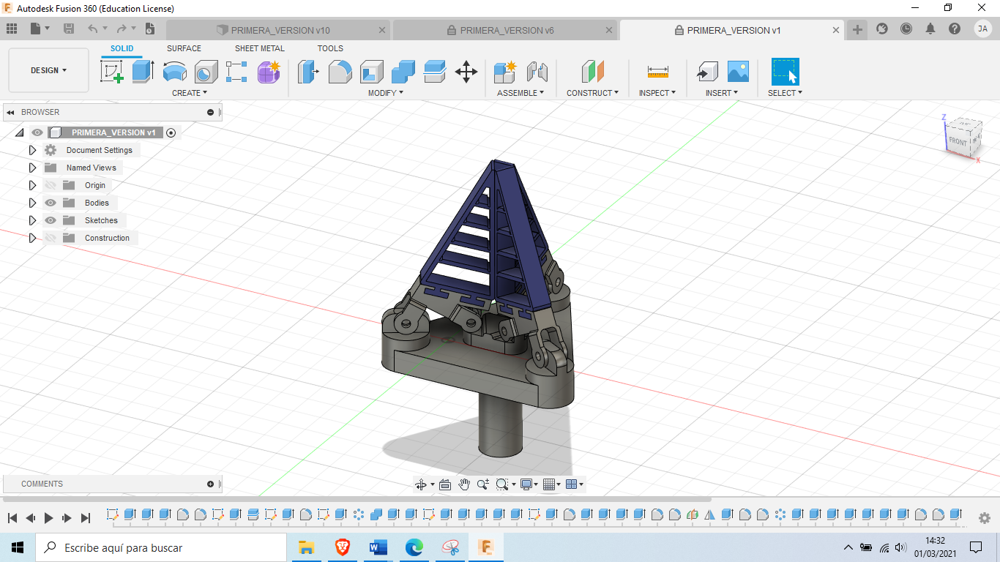 Autodesk Fusion 360 (Education License)
PRIMERA_VERSION v10
PRIMERA_VERSION v6
PRIMERA_VERSION v1
JA
DESIGN
SOLID
SURFACE
SHEET METAL
TOOLS
CREATE
MODIFY
ASSEMBLE
CONSTRUCT
INSPECT
INSERT
SELECT
BROWSER
PRIMERA_VERSION v1
Document Settings
Named Views
Origin
Bodies
Sketches
Construction
Z
FRONT
X
COMMENTS
Escribe aquí para buscar
14:32
01/03/2021